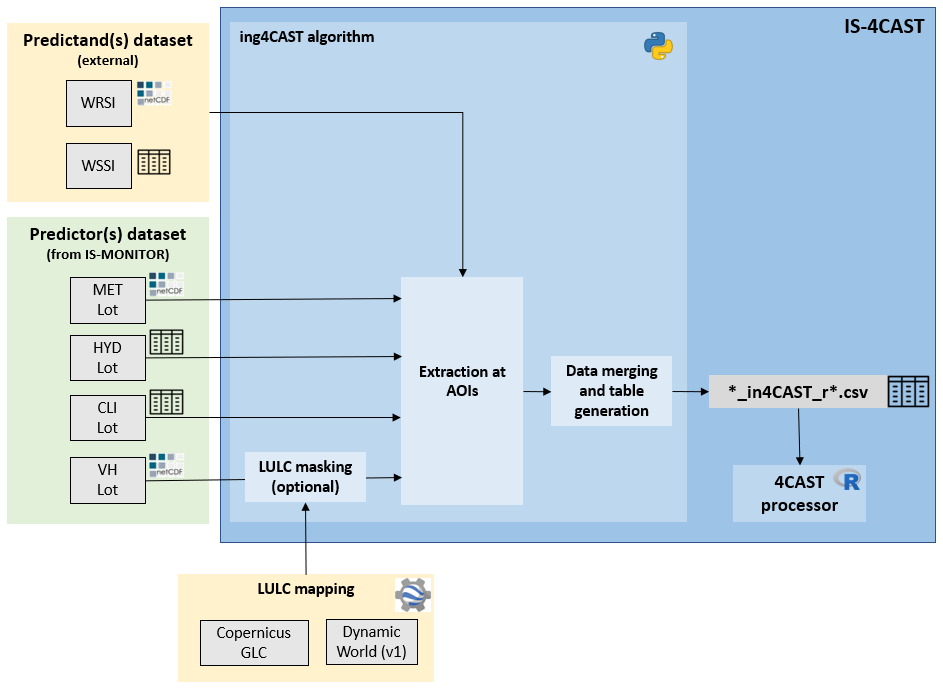 IS-4CAST
Predictand(s) dataset
(external)
WRSI
netCDF
WSSI
ing4CAST algorithm
Predictor(s) dataset
(from IS-MONITOR)
MET
Lot
netCDF
HYD
Lot
CLI
Lot
VH
Lot
netCDF
LULC masking
(optional)
Extraction at
AOIs
Data merging
and table
generation
*_in4CAST_r*.csv
4CAST
processor
R
LULC mapping
Copernicus
GLC
Dynamic
World (v1)